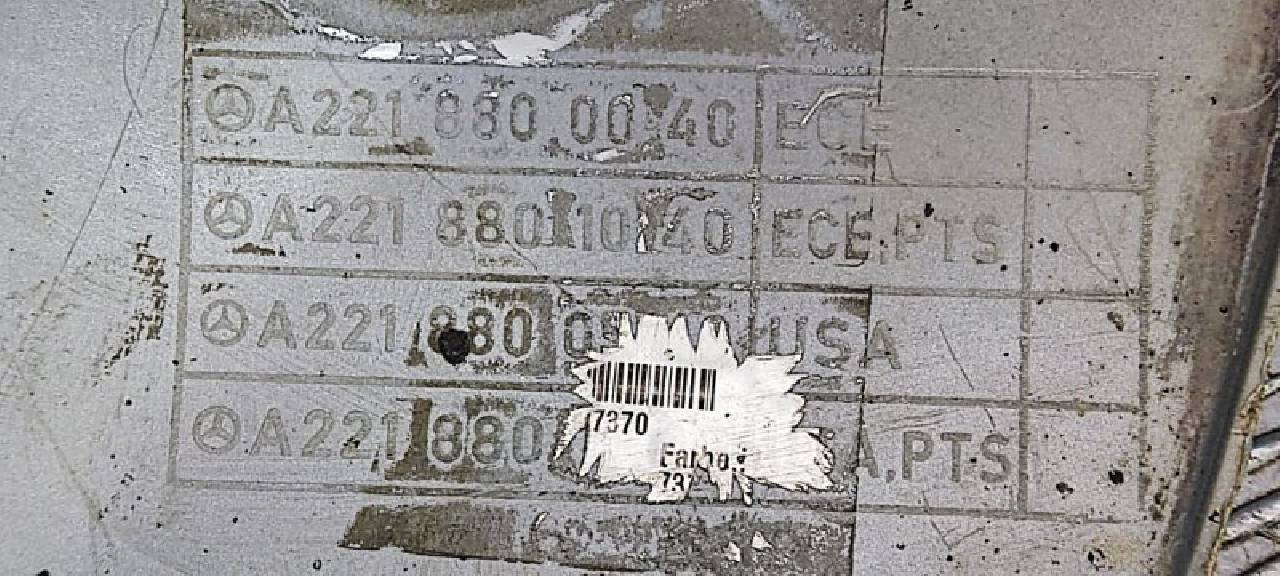 A221 880 00 40 ECE
A221 880 10 40 ECE,PTS
A221 880 USA
A221 880 A,PTS
7370